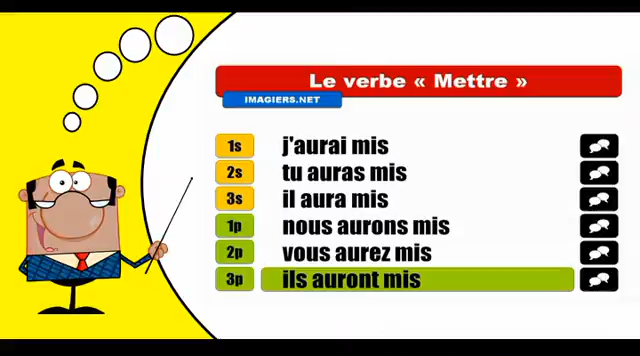 Le verbe « Mettre »
IMAGIERS.NET
1s j'aurai mis
2s tu auras mis
3s il aura mis
1p nous aurons mis
2p vous aurez mis
3p ils auront mis